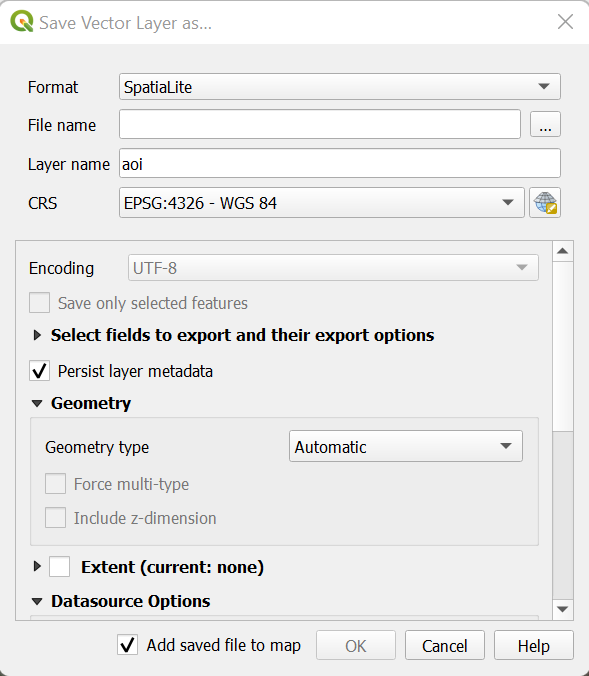 Save Vector Layer as...
Format SpatiaLite
File name ...
Layer name aoi
CRS EPSG:4326 - WGS 84
Encoding UTF-8
Save only selected features
Select fields to export and their export options
Persist layer metadata
Geometry
Geometry type Automatic
Force multi-type
Include z-dimension
Extent (current: none)
Datasource Options
Add saved file to map OK Cancel Help